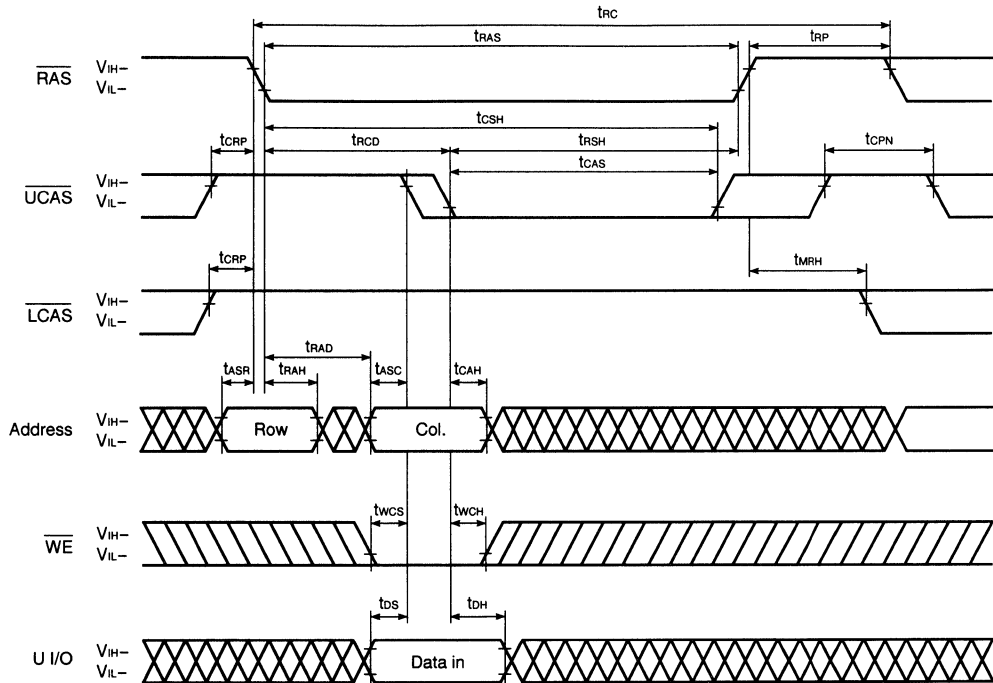 tRC
tRAS
tRP
RAS
VIH–
VIL–
tCSH
tCRP
tRCD
tRSH
tCPN
tCAS
UCAS
VIH–
VIL–
tCRP
tMRH
LCAS
VIH–
VIL–
tRAD
tASR
tRAH
tASC
tCAH
Address
VIH–
VIL–
Row
Col.
tWCS
tWCH
WE
VIH–
VIL–
tDS
tDH
U I/O
VIH–
VIL–
Data in